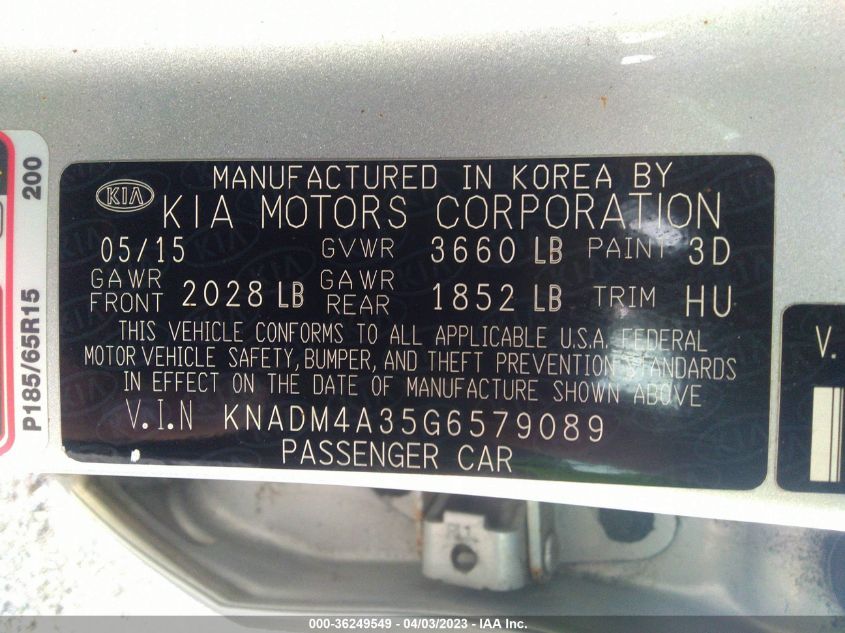 MANUFACTURED IN KOREA BY
KIA KIA MOTORS CORPORATION
05/15 GVWR 3660 LB PAINT 3D
GAWR FRONT 2028 LB GAWR REAR 1852 LB TRIM HU
THIS VEHICLE CONFORMS TO ALL APPLICABLE U.S.A. FEDERAL
MOTOR VEHICLE SAFETY, BUMPER, AND THEFT PREVENTION STANDARDS
IN EFFECT ON THE DATE OF MANUFACTURE SHOWN ABOVE
V.I.N KNADM4A35G6579089
PASSENGER CAR
P185/65R15 200
V.
000-36249549 - 04/03/2023 - IAA Inc.